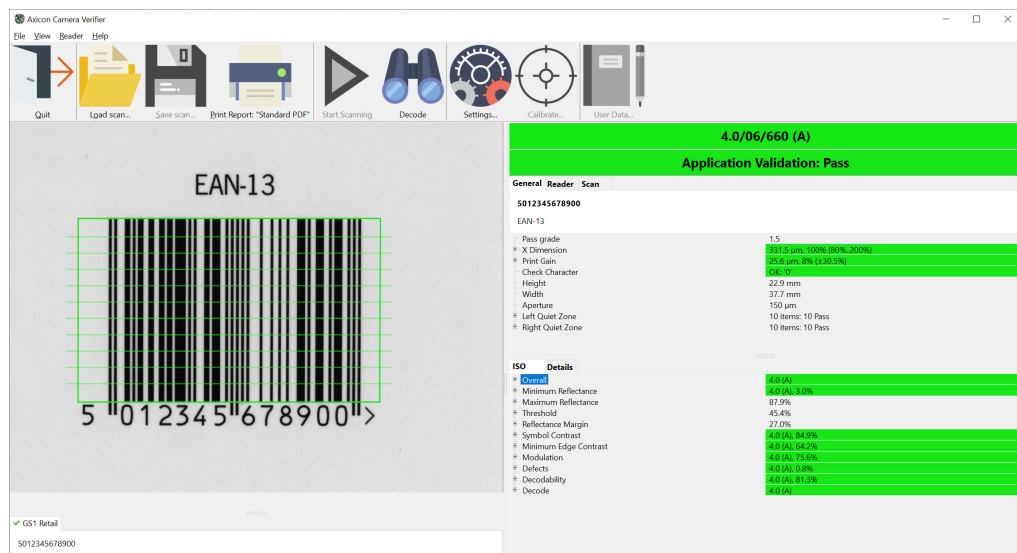 Axicon Camera Verifier
File View Reader Help
Quit Load scan... Save scan... Print Report: "Standard PDF" Start Scanning Decode Settings... Calibrate... User Data...
EAN-13
5 012345 678900 >
GS1 Retail
5012345678900
4.0/06/660 (A)
Application Validation: Pass
General Reader Scan
5012345678900
EAN-13
Pass grade 1.5
X Dimension 331.5 µm, 100% (80%..200%)
Print Gain 25.6 µm, 8% (±30.5%)
Check Character OK: '0'
Height 22.9 mm
Width 37.7 mm
Aperture 150 µm
Left Quiet Zone 10 items: 10 Pass
Right Quiet Zone 10 items: 10 Pass
ISO Details
Overall 4.0 (A)
Minimum Reflectance 4.0 (A), 3.0%
Maximum Reflectance 87.9%
Threshold 45.4%
Reflectance Margin 27.0%
Symbol Contrast 4.0 (A), 84.9%
Minimum Edge Contrast 4.0 (A), 64.2%
Modulation 4.0 (A), 75.6%
Defects 4.0 (A), 0.8%
Decodability 4.0 (A), 81.3%
Decode 4.0 (A)